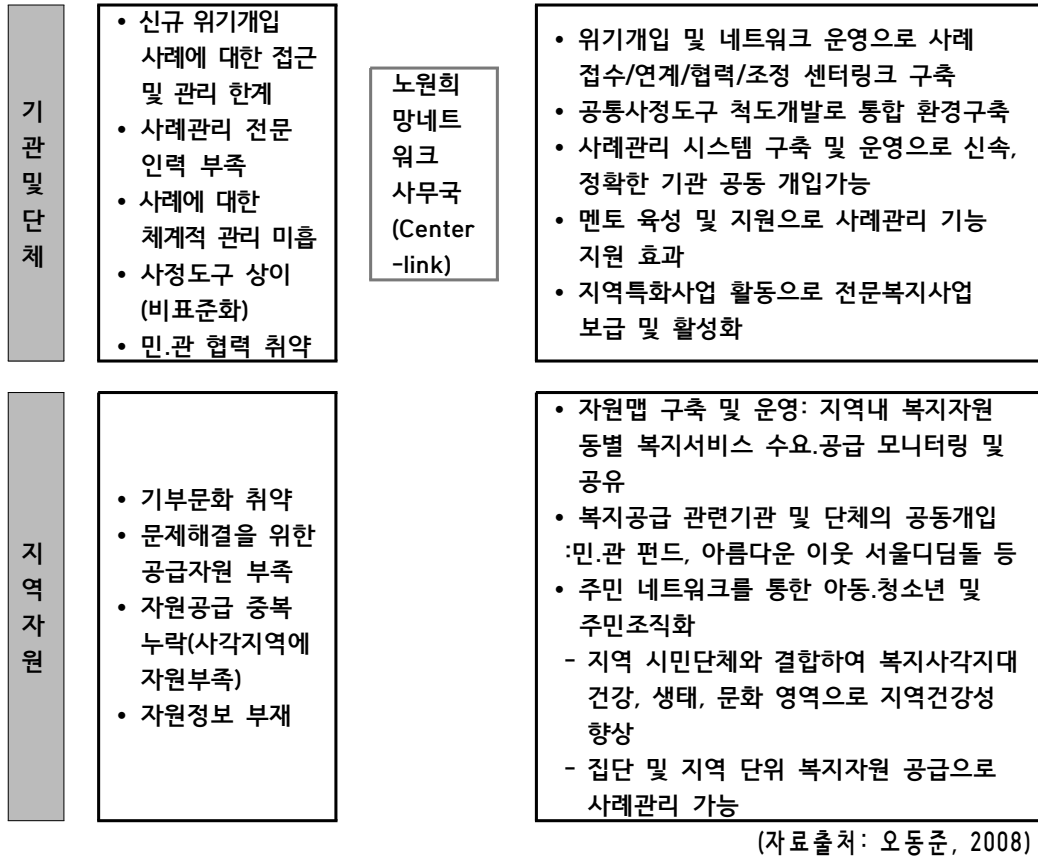 기
관
및
단
체
• 신규 위기개입
사례에 대한 접근
및 관리 한계
• 사례관리 전문
인력 부족
• 사례에 대한
체계적 관리 미흡
• 사정도구 상이
(비표준화)
• 민.관 협력 취약
노원희
망네트
워크
사무국
(Center
-link)
• 위기개입 및 네트워크 운영으로 사례
접수/연계/협력/조정 센터링크 구축
• 공통사정도구 척도개발로 통합 환경구축
• 사례관리 시스템 구축 및 운영으로 신속,
정확한 기관 공동 개입가능
• 멘토 육성 및 지원으로 사례관리 기능
지원 효과
• 지역특화사업 활동으로 전문복지사업
보급 및 활성화
지
역
자
원
• 기부문화 취약
• 문제해결을 위한
공급자원 부족
• 자원공급 중복
누락(사각지역에
자원부족)
• 자원정보 부재
• 자원맵 구축 및 운영: 지역내 복지자원
동별 복지서비스 수요.공급 모니터링 및
공유
• 복지공급 관련기관 및 단체의 공동개입
:민.관 펀드, 아름다운 이웃 서울디딤돌 등
• 주민 네트워크를 통한 아동.청소년 및
주민조직화
- 지역 시민단체와 결합하여 복지사각지대
건강, 생태, 문화 영역으로 지역건강성
향상
- 집단 및 지역 단위 복지자원 공급으로
사례관리 가능
(자료출처: 오동준, 2008)